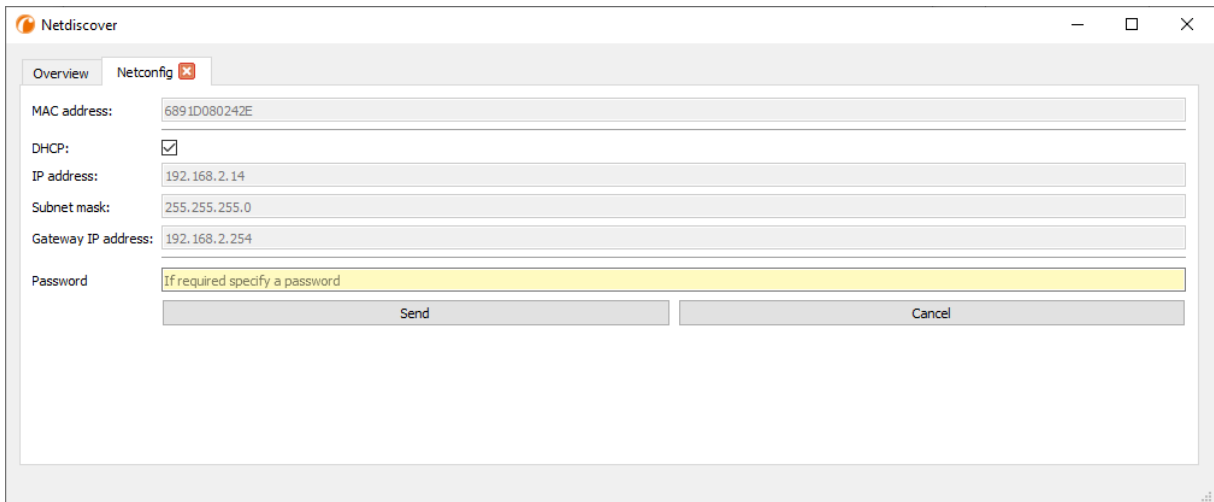 Netdiscover
Overview Netconfig
MAC address: 6891D080242E
DHCP:
IP address: 192.168.2.14
Subnet mask: 255.255.255.0
Gateway IP address: 192.168.2.254
Password If required specify a password
Send Cancel